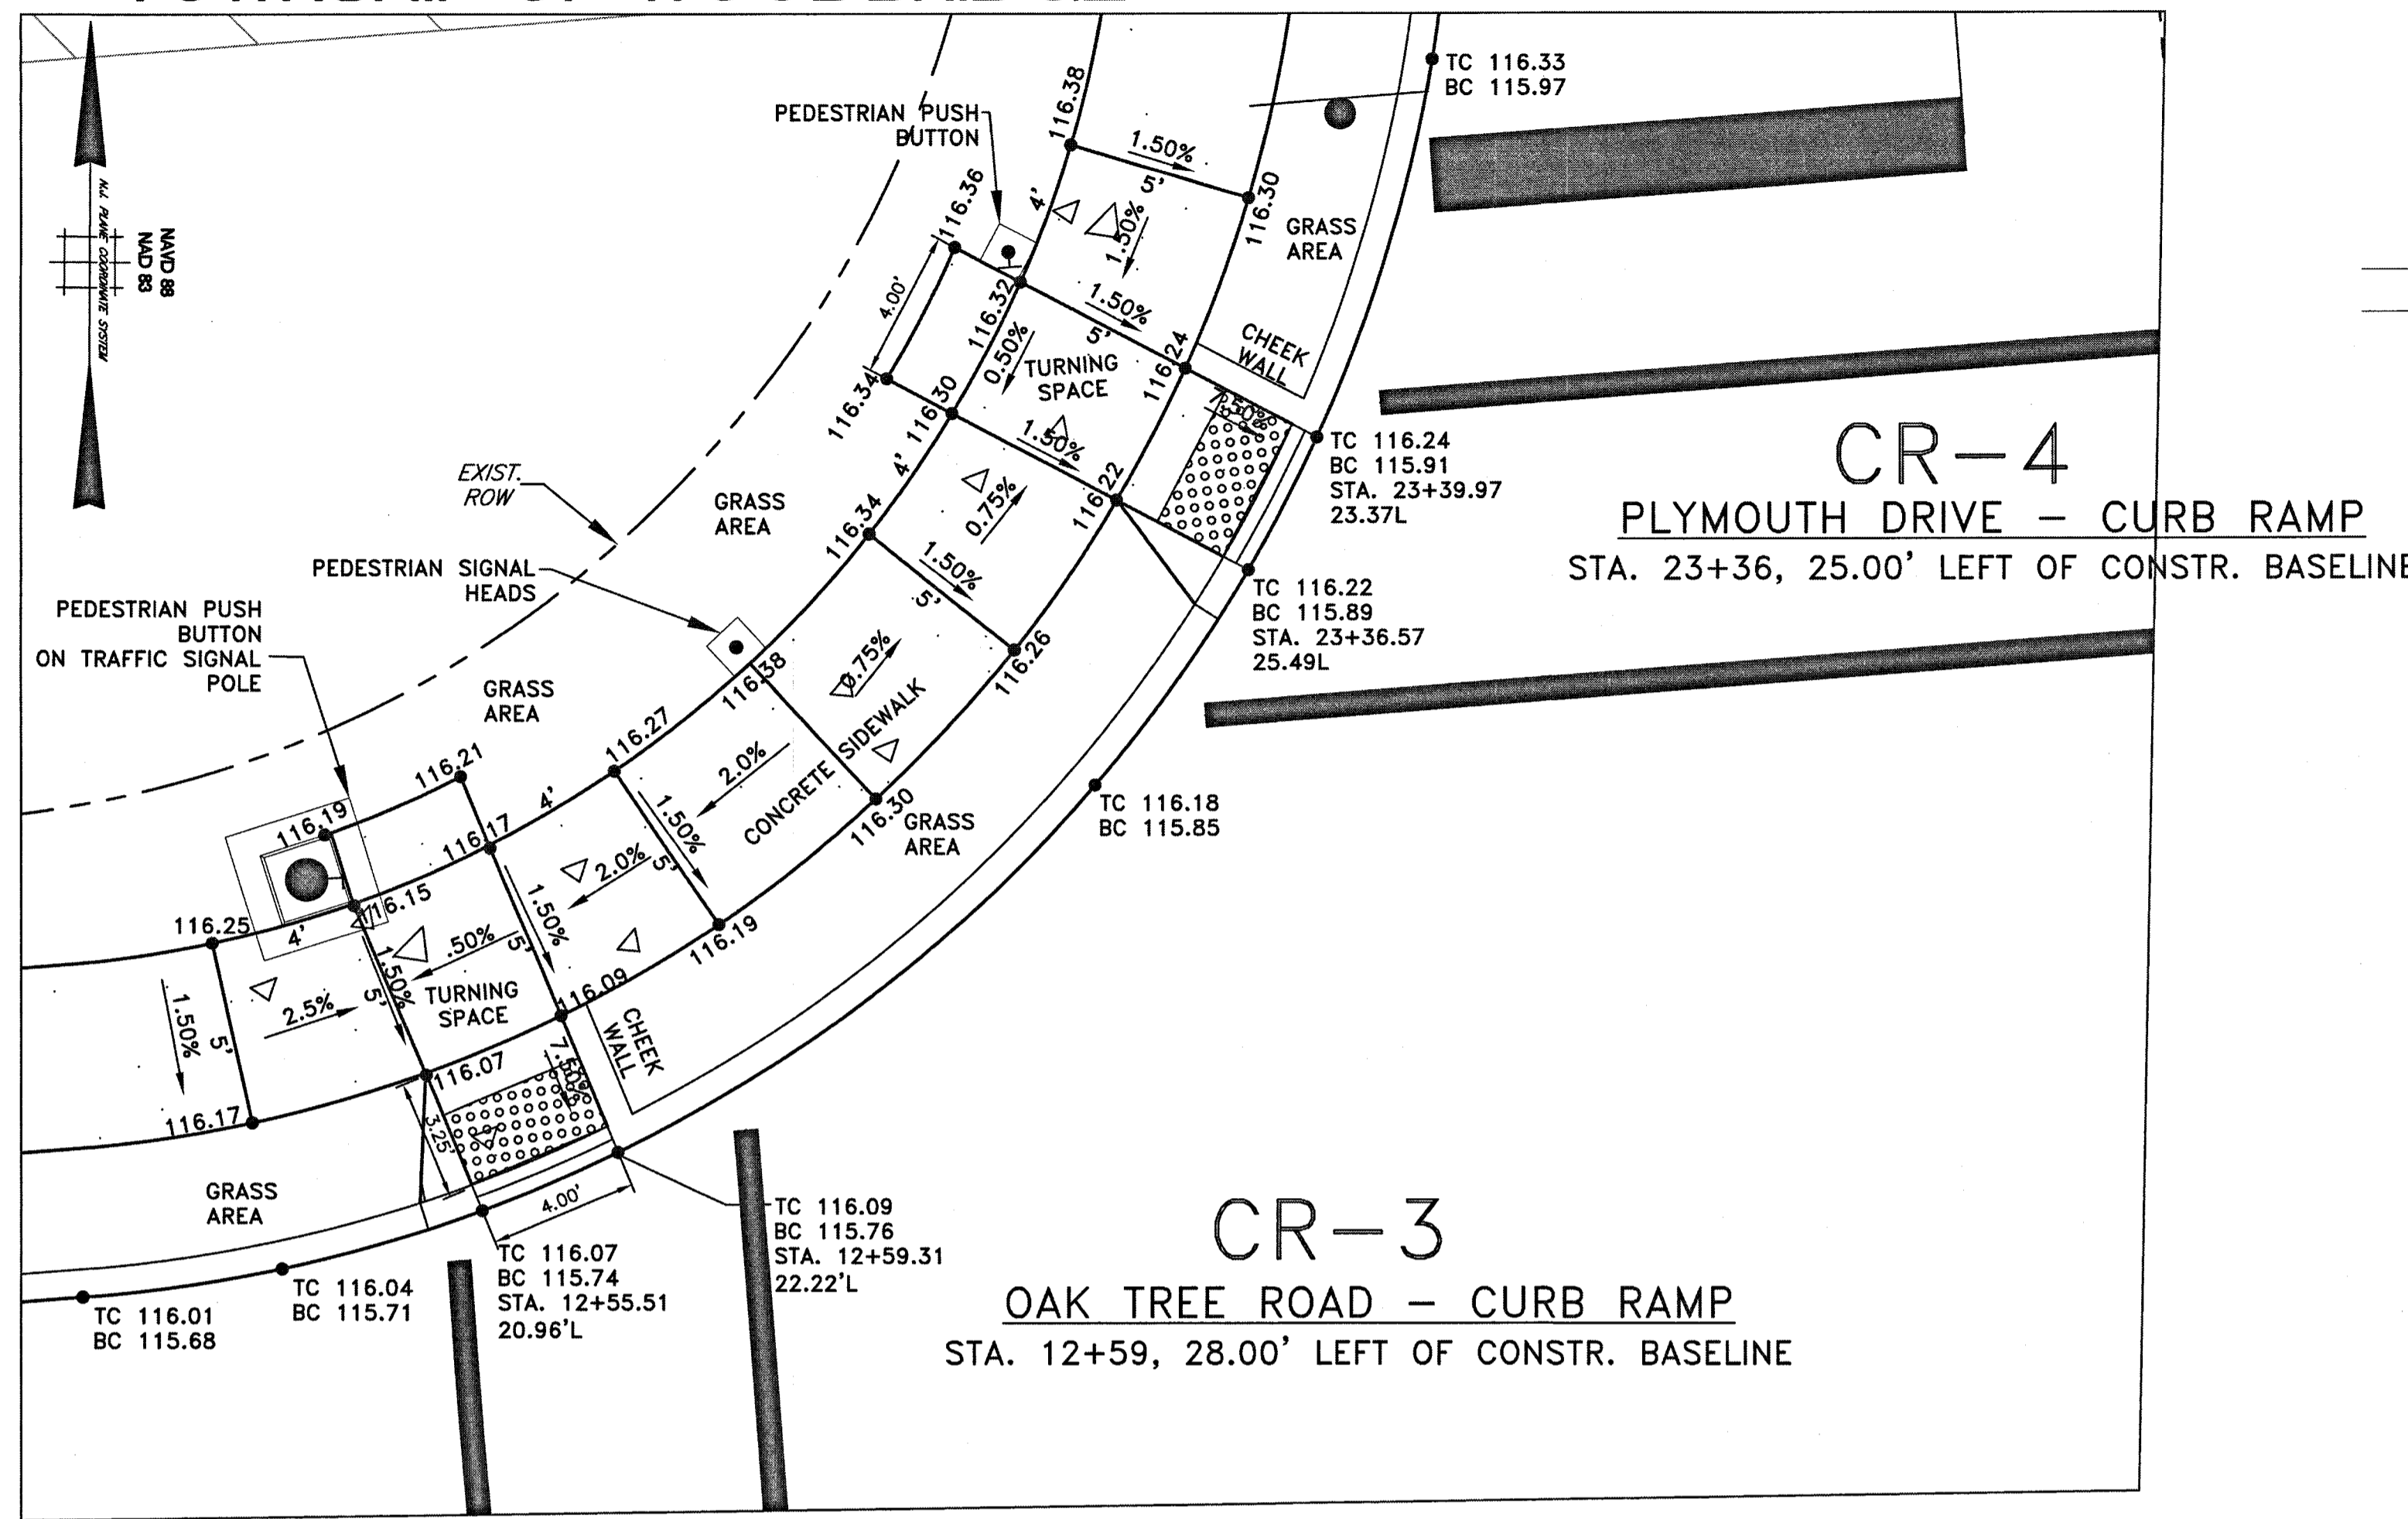 TC 116.33
BC 115.97
PEDESTRIAN PUSH
BUTTON
116.38
1.50%
5'
116.30
4'
1.50%
116.36
GRASS
AREA
N.J. PLANE COORDINATE SYSTEM
NAVD 88
NAD 83
4.00'
116.32
1.50%
5'
116.24
CHEEK
WALL
0.50%
TURNING
SPACE
116.34
116.30
1.50%
7.50%
116.22
TC 116.24
BC 115.91
STA. 23+39.97
23.37L
CR-4
PLYMOUTH DRIVE - CURB RAMP
STA. 23+36, 25.00' LEFT OF CONSTR. BASELINE
EXIST.
ROW
GRASS
AREA
4'
116.34
0.75%
1.50%
5'
TC 116.22
BC 115.89
STA. 23+36.57
25.49L
PEDESTRIAN SIGNAL
HEADS
PEDESTRIAN PUSH
BUTTON
ON TRAFFIC SIGNAL
POLE
116.38
0.75%
116.26
GRASS
AREA
116.27
2.0%
CONCRETE SIDEWALK
116.30
GRASS
AREA
TC 116.18
BC 115.85
116.21
4'
116.17
1.50%
5'
2.0%
116.19
116.19
116.15
116.25
4'
1.50%
5'
.50%
1.50%
5'
TURNING
SPACE
116.09
CHEEK
WALL
2.5%
1.50%
5'
116.17
116.07
7.50%
3.25'
4.00'
GRASS
AREA
TC 116.09
BC 115.76
STA. 12+59.31
22.22'L
TC 116.07
BC 115.74
STA. 12+55.51
20.96'L
TC 116.04
BC 115.71
TC 116.01
BC 115.68
CR-3
OAK TREE ROAD - CURB RAMP
STA. 12+59, 28.00' LEFT OF CONSTR. BASELINE